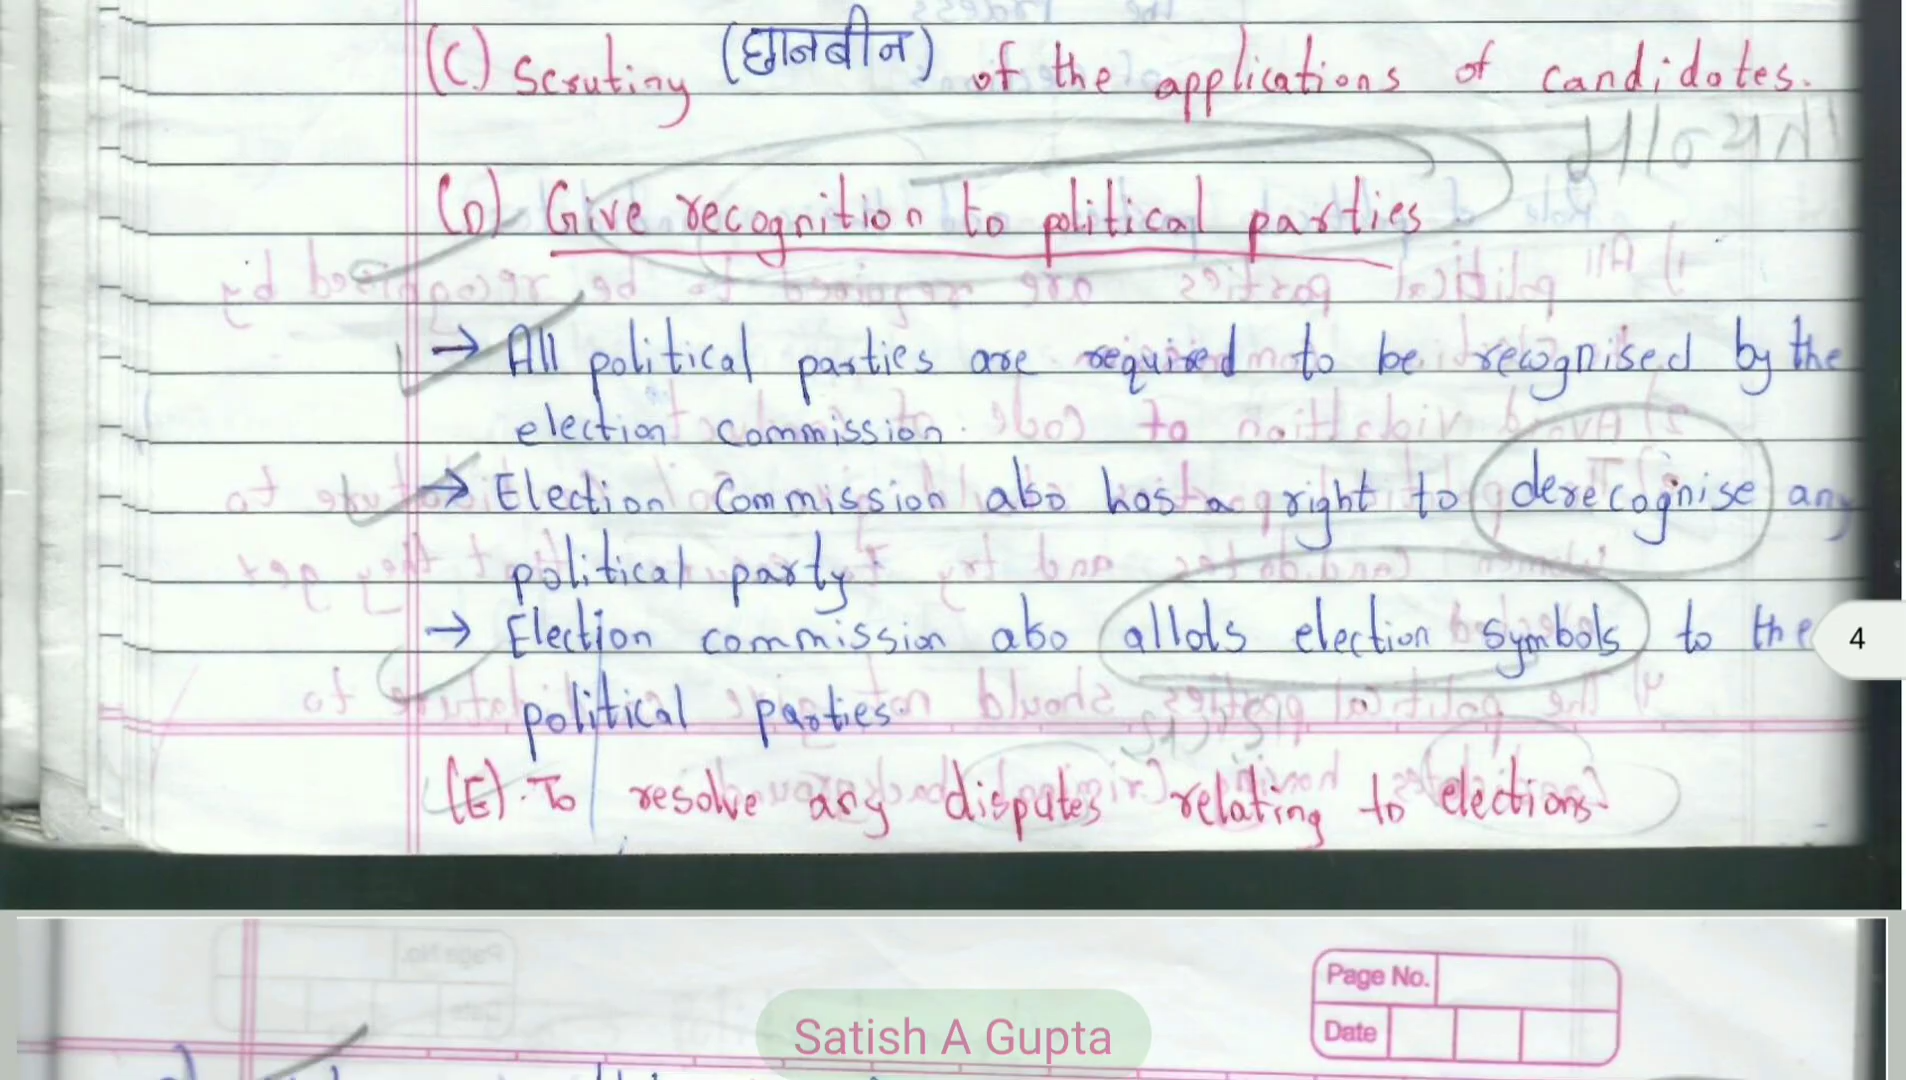 (C) Scrutiny (छानबीन) of the applications of candidates.
मान्यता
(D) Give recognition to political parties
→ All political parties are required to be recognised by the
election commission.
→ Election Commission also has a right to derecognise any
political party
→ Election commission also allots election symbols to the
political parties.
(E). To resolve any disputes relating to elections.
4
Page No.
Date
Satish A Gupta